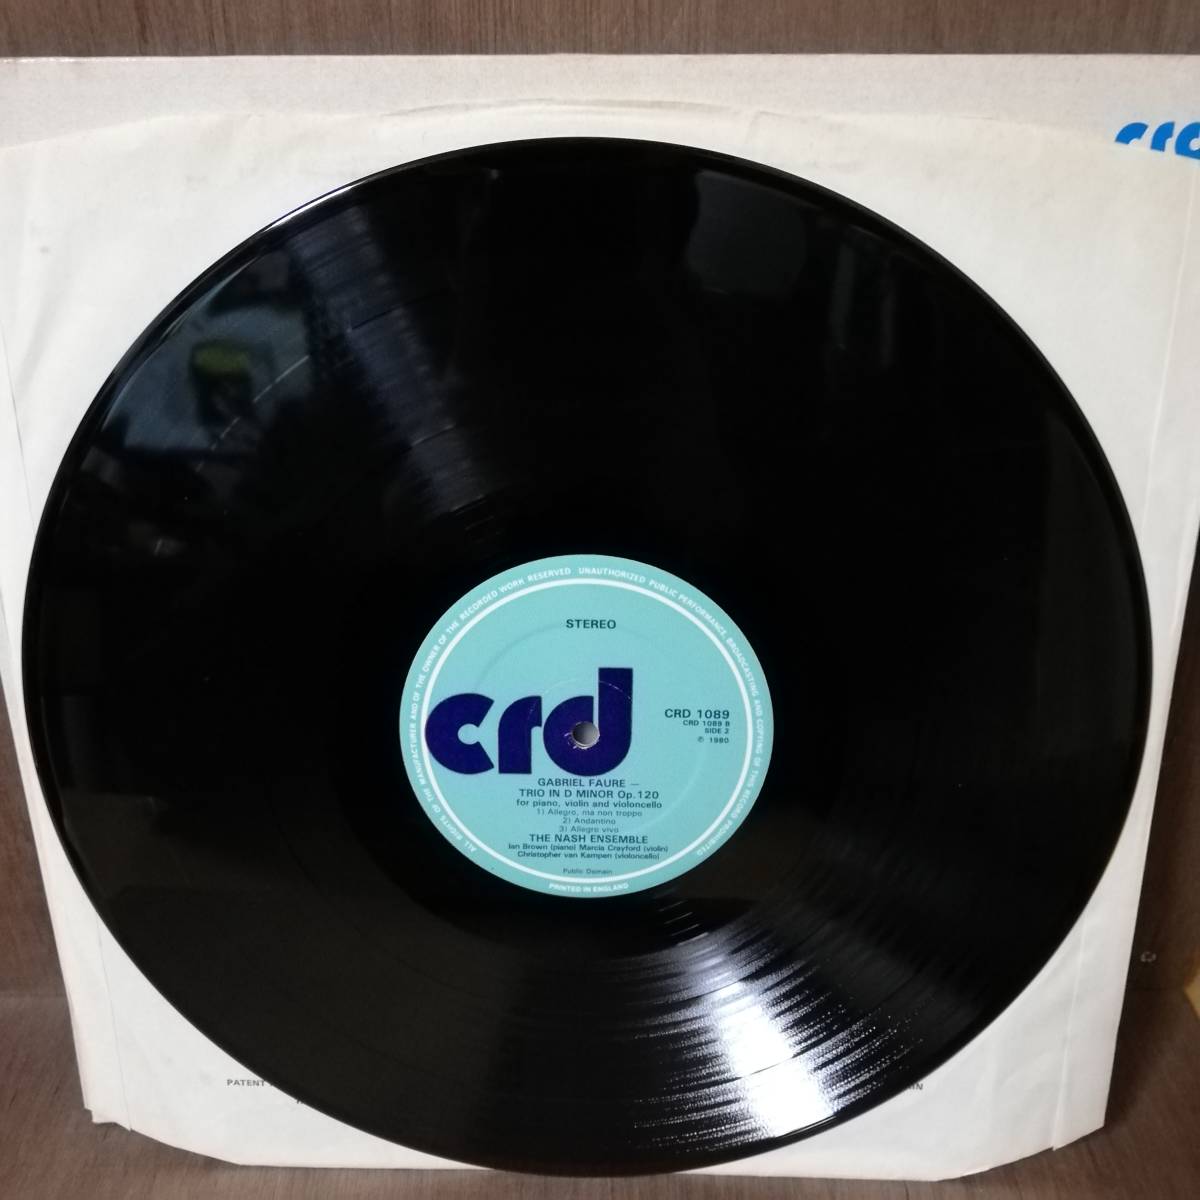 crd
ALL RIGHTS OF THE MANUFACTURER AND OF THE OWNER OF THE RECORDED WORK RESERVED UNAUTHORIZED PUBLIC PERFORMANCE, BROADCASTING AND COPYING OF THIS RECORD PROHIBITED
STEREO
crd
CRD 1089
CRD 1089 B
SIDE 2
℗ 1980
GABRIEL FAURE —
TRIO IN D MINOR Op.120
for piano, violin and violoncello
1) Allegro, ma non troppo
2) Andantino
3) Allegro vivo
THE NASH ENSEMBLE
Ian Brown (piano) Marcia Crayford (violin)
Christopher van Kampen (violoncello)
Public Domain
PRINTED IN ENGLAND
PATENT